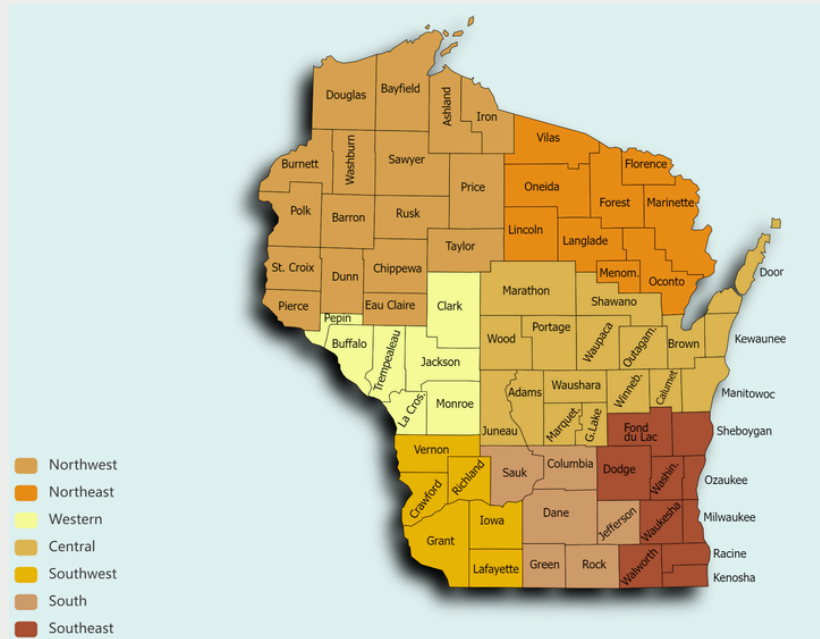 Douglas
Bayfield
Ashland
Iron
Vilas
Burnett
Washburn
Sawyer
Price
Oneida
Florence
Forest
Marinette
Polk
Barron
Rusk
Lincoln
Langlade
Taylor
St. Croix
Dunn
Chippewa
Menom.
Oconto
Door
Pierce
Eau Claire
Clark
Marathon
Shawano
Pepin
Buffalo
Trempealeau
Jackson
Wood
Portage
Waupaca
Outagam.
Brown
Kewaunee
La Cros.
Monroe
Juneau
Adams
Waushara
Marquet.
G.Lake
Winneb.
Calumet
Manitowoc
Fond
du Lac
Sheboygan
Vernon
Richland
Crawford
Sauk
Columbia
Dodge
Washin.
Ozaukee
Grant
Iowa
Dane
Jefferson
Waukesha
Milwaukee
Lafayette
Green
Rock
Walworth
Racine
Kenosha
Northwest
Northeast
Western
Central
Southwest
South
Southeast